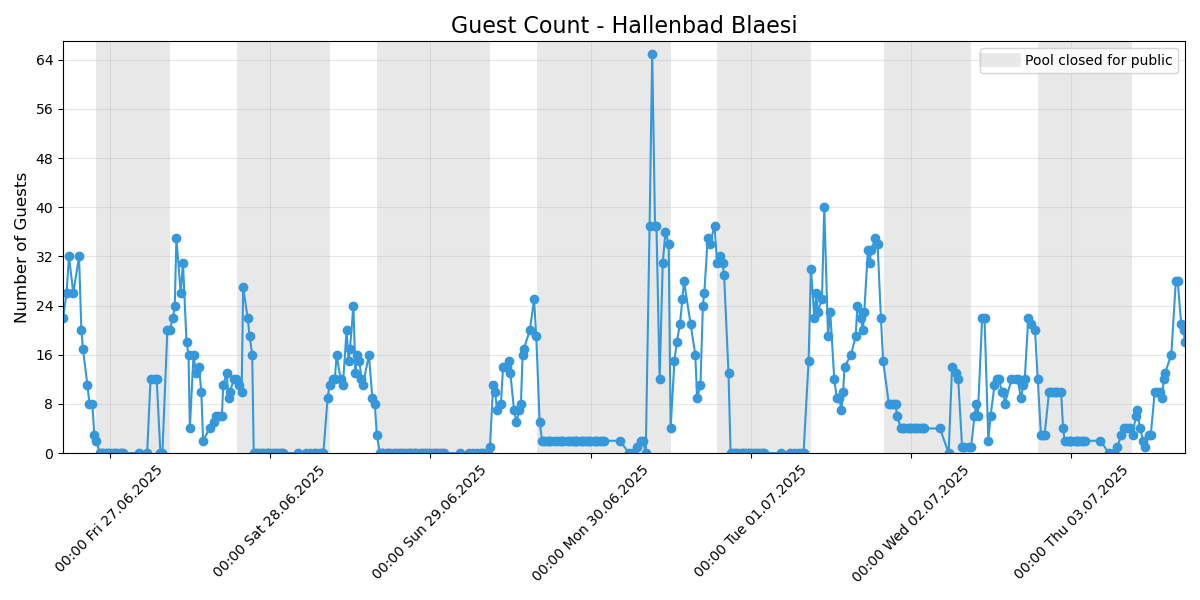 Guest Count - Hallenbad Blaesi
Pool closed for public
Number of Guests
64
56
48
40
32
24
16
8
0
00:00 Fri 27.06.2025
00:00 Sat 28.06.2025
00:00 Sun 29.06.2025
00:00 Mon 30.06.2025
00:00 Tue 01.07.2025
00:00 Wed 02.07.2025
00:00 Thu 03.07.2025